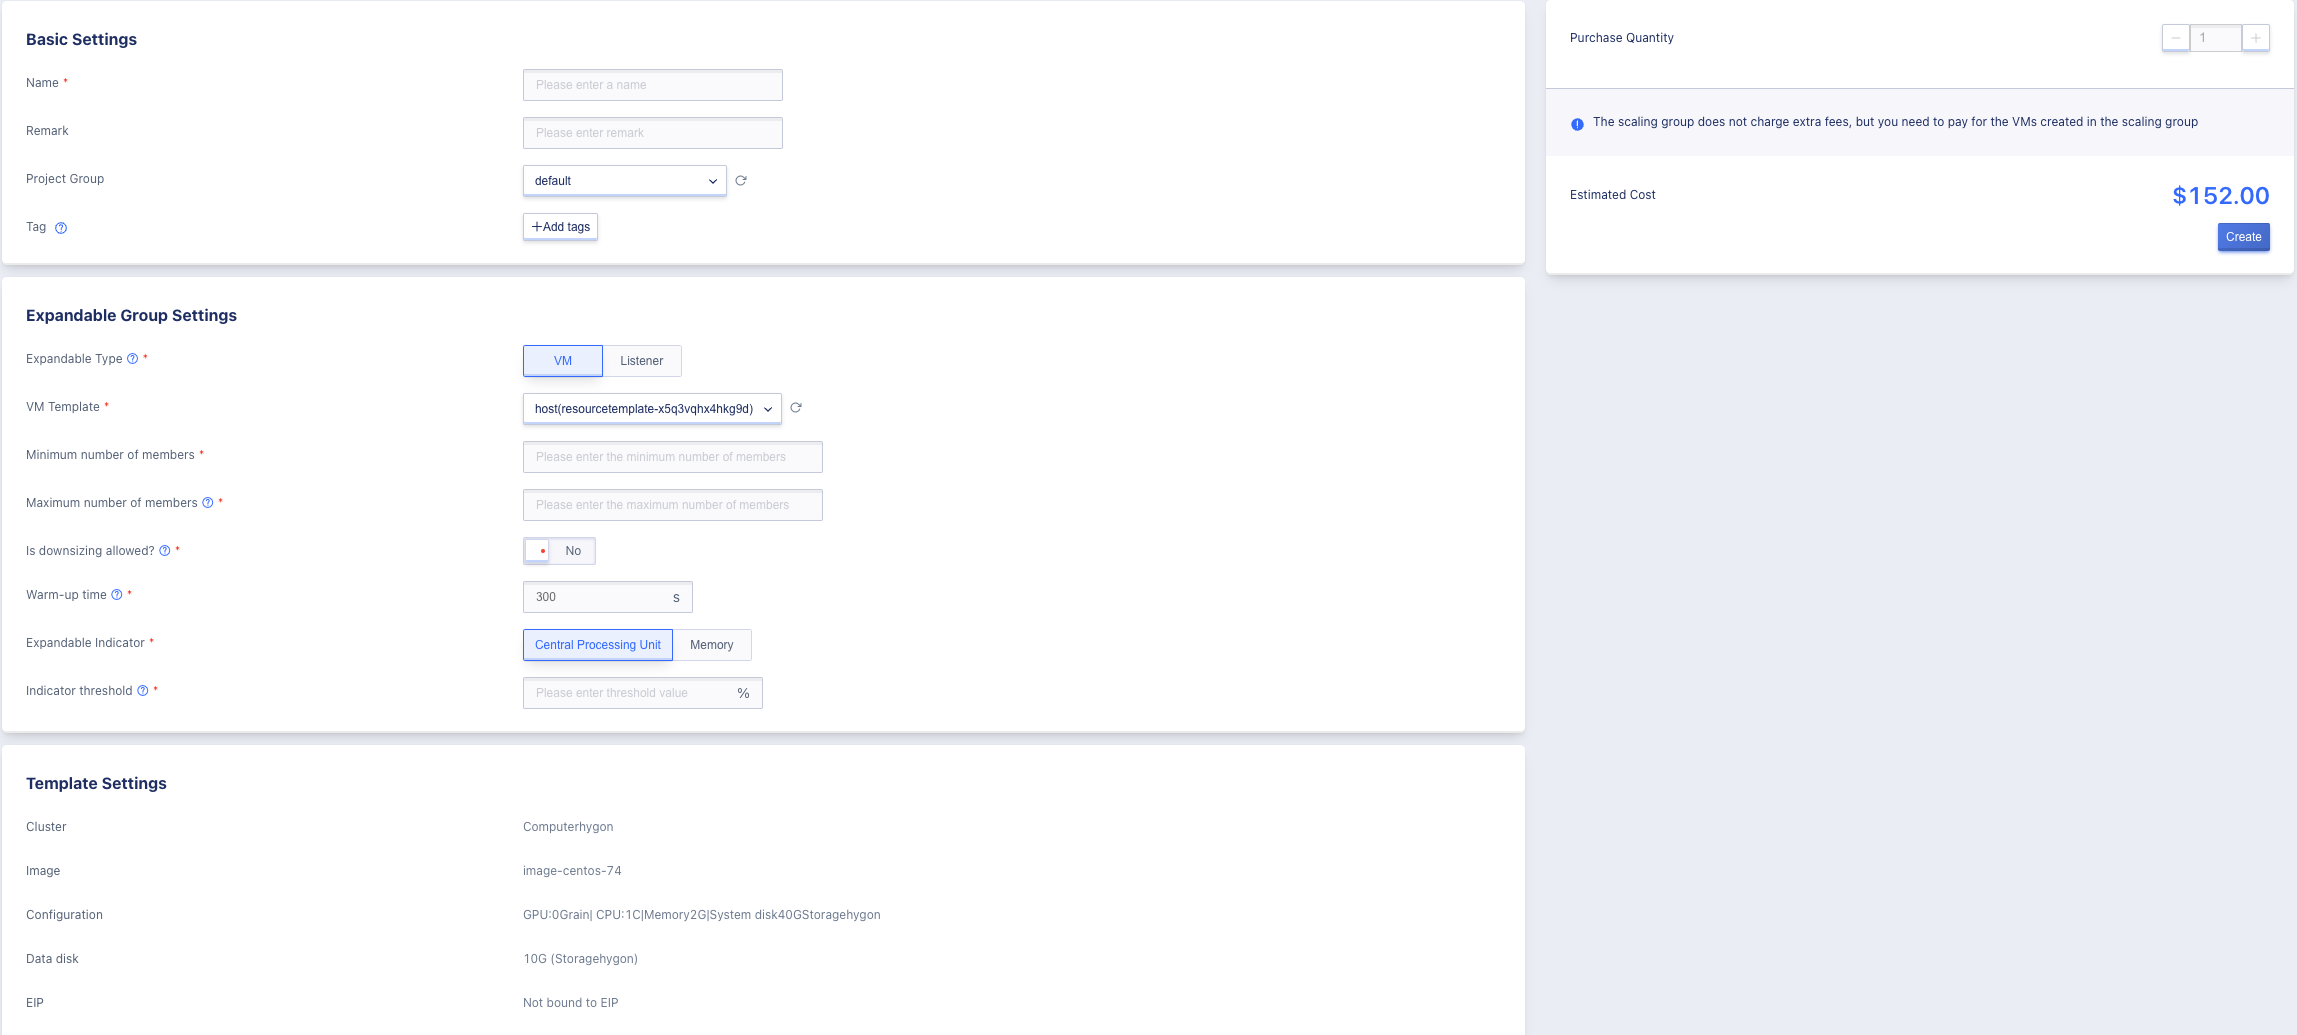 Basic Settings
Name *
Please enter a name
Remark
Please enter remark
Project Group
default
Tag
+Add tags
Expandable Group Settings
Expandable Type *
VM
Listener
VM Template *
host(resourcetemplate-x5q3vqhx4hkg9d)
Minimum number of members *
Please enter the minimum number of members
Maximum number of members *
Please enter the maximum number of members
Is downsizing allowed? *
No
Warm-up time *
300
s
Expandable Indicator *
Central Processing Unit
Memory
Indicator threshold *
Please enter threshold value
%
Template Settings
Cluster
Computerhygon
Image
image-centos-74
Configuration
GPU:0Grain| CPU:1C|Memory2G|System disk40GStoragehygon
Data disk
10G (Storagehygon)
EIP
Not bound to EIP
Purchase Quantity
− 1 +
The scaling group does not charge extra fees, but you need to pay for the VMs created in the scaling group
Estimated Cost
$152.00
Create